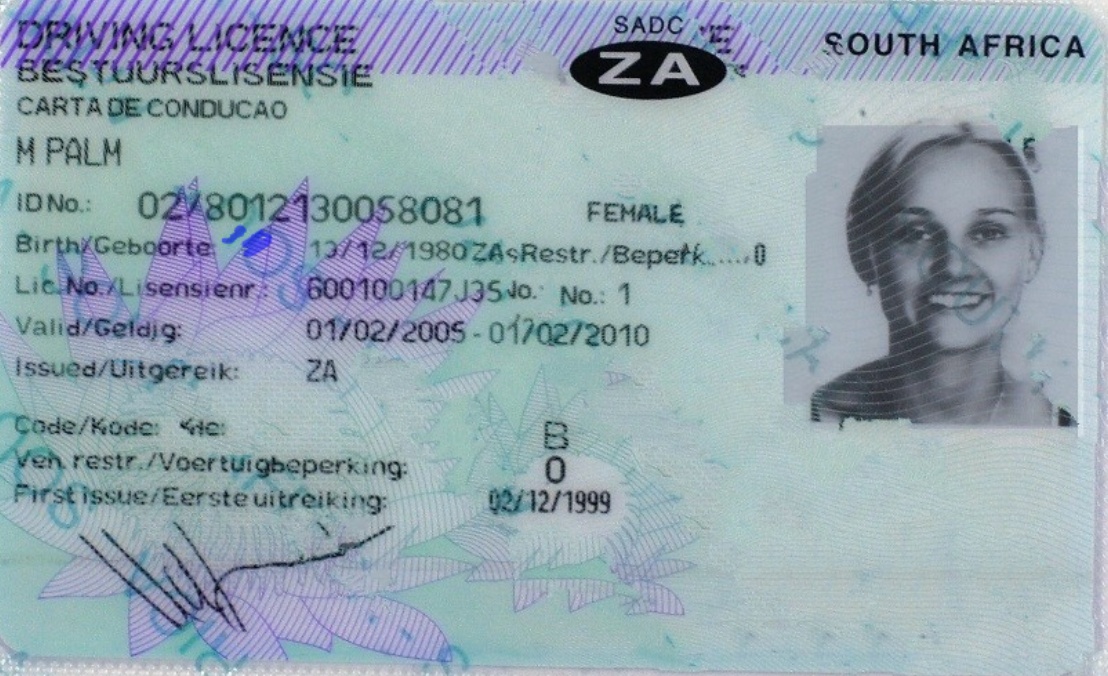 DRIVING LICENCE
BESTUURSLISENSIE
CARTA DE CONDUCAO
SADC
ZA
SOUTH AFRICA
M PALM
ID No.: 02/8012130058081 FEMALE
Birth/Geboorte 13/12/1980 ZA Restr./Beperk.....0
Lic.No./Lisensienr.: 600100147J35 No.: 1
Valid/Geldig: 01/02/2005 - 01/02/2010
Issued/Uitgereik: ZA
Code/Kode: B
Veh. restr./Voertuigbeperking: 0
First issue/Eerste uitreiking: 02/12/1999